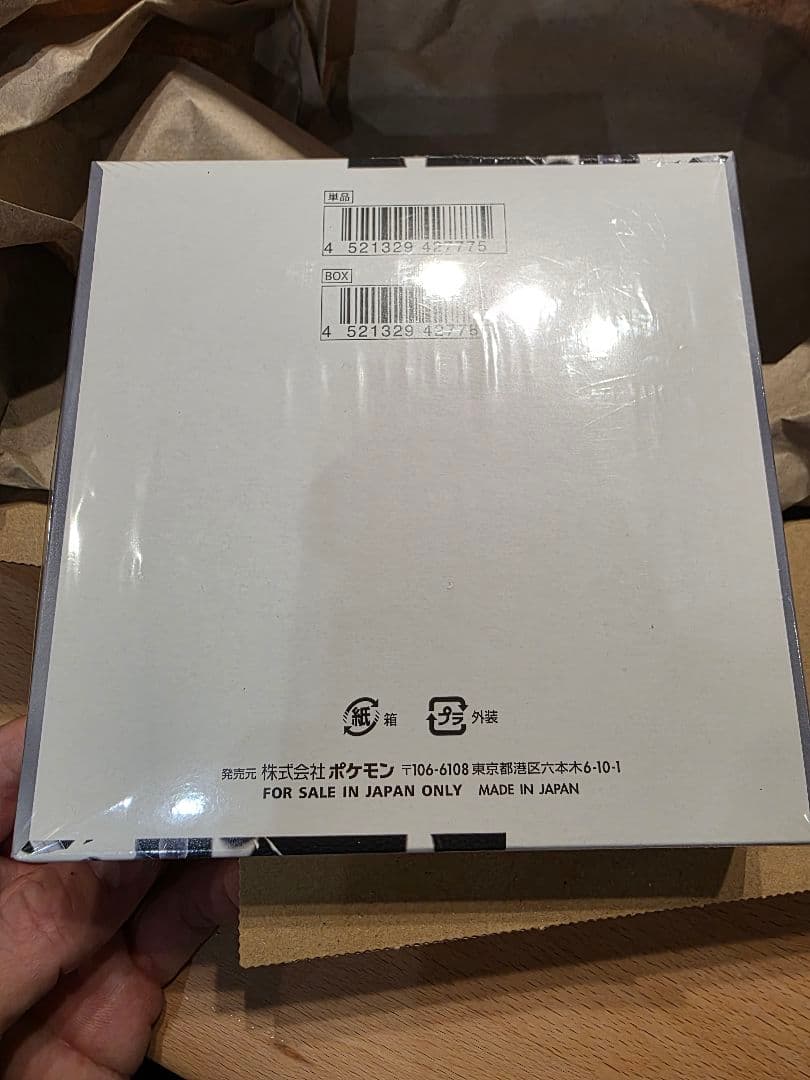 単品
4 521329 427775
BOX
4 521329
紙 箱 プラ 外装
発売元 株式会社ポケモン 〒106-6108 東京都港区六本木6-10-1
FOR SALE IN JAPAN ONLY MADE IN JAPAN